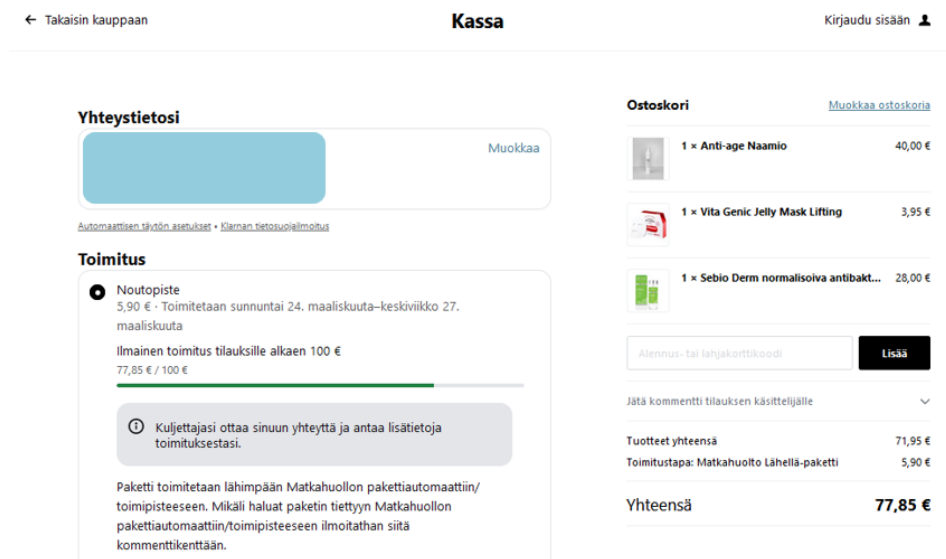 ← Takaisin kauppaan
Kassa
Kirjaudu sisään
Yhteystietosi
Muokkaa
Automaattisen täytön asetukset • Klarnan tietosuojailmoitus
Toimitus
Noutopiste
5,90 € · Toimitetaan sunnuntai 24. maaliskuuta–keskiviikko 27.
maaliskuuta
Ilmainen toimitus tilauksille alkaen 100 €
77,85 € / 100 €
Kuljettajasi ottaa sinuun yhteyttä ja antaa lisätietoja
toimituksestasi.
Paketti toimitetaan lähimpään Matkahuollon pakettiautomaattiin/
toimipisteeseen. Mikäli haluat paketin tiettyyn Matkahuollon
pakettiautomaattiin/toimipisteeseen ilmoitathan siitä
kommenttikenttään.
Ostoskori
Muokkaa ostoskoria
1 × Anti-age Naamio 40,00 €
1 × Vita Genic Jelly Mask Lifting 3,95 €
1 × Sebio Derm normalisoiva antibakt... 28,00 €
Alennus- tai lahjakorttikoodi
Lisää
Jätä kommentti tilauksen käsittelijälle
Tuotteet yhteensä 71,95 €
Toimitustapa: Matkahuolto Lähellä-paketti 5,90 €
Yhteensä 77,85 €